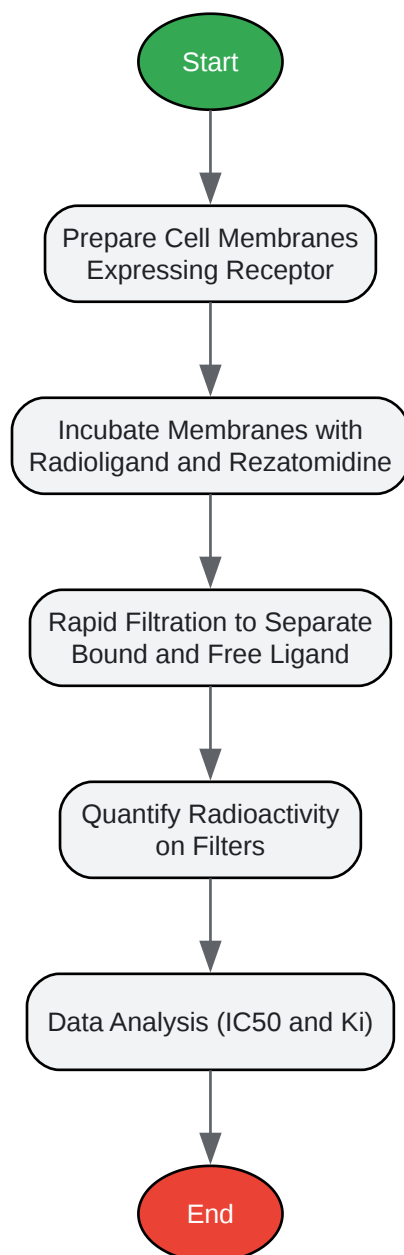 Start
Prepare Cell Membranes
Expressing Receptor
Incubate Membranes with
Radioligand and Rezatomidine
Rapid Filtration to Separate
Bound and Free Ligand
Quantify Radioactivity
on Filters
Data Analysis (IC50 and Ki)
End